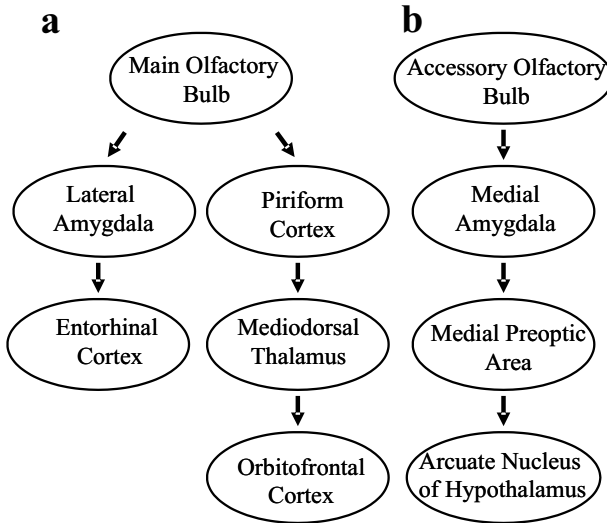 a
b
Main Olfactory
Bulb
Accessory Olfactory
Bulb
Lateral
Amygdala
Piriform
Cortex
Medial
Amygdala
Entorhinal
Cortex
Mediodorsal
Thalamus
Medial Preoptic
Area
Orbitofrontal
Cortex
Arcuate Nucleus
of Hypothalamus